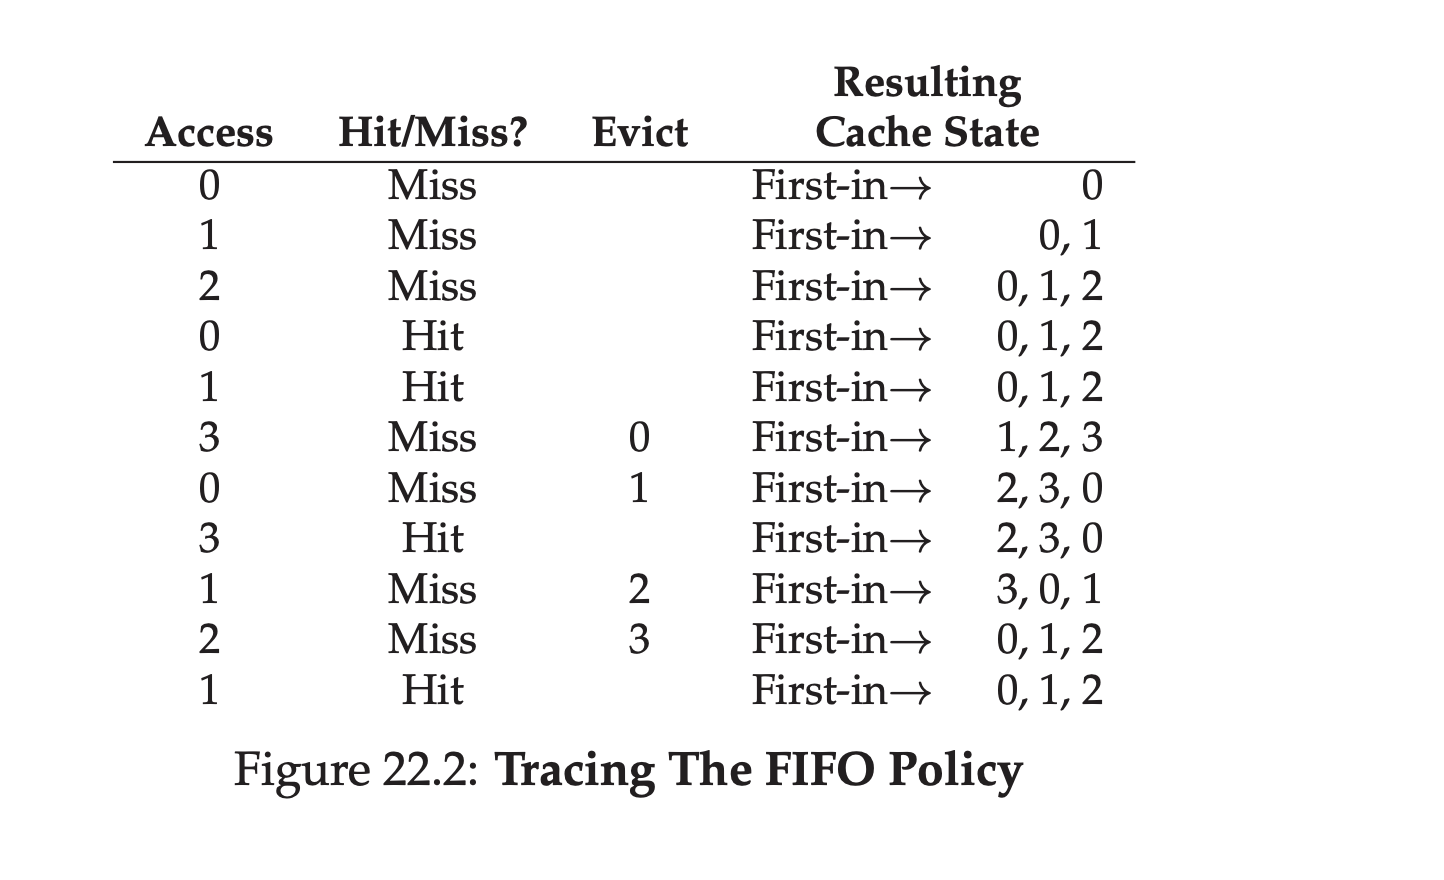 Resulting
Access Hit/Miss? Evict Cache State
0 Miss First-in→ 0
1 Miss First-in→ 0, 1
2 Miss First-in→ 0, 1, 2
0 Hit First-in→ 0, 1, 2
1 Hit First-in→ 0, 1, 2
3 Miss 0 First-in→ 1, 2, 3
0 Miss 1 First-in→ 2, 3, 0
3 Hit First-in→ 2, 3, 0
1 Miss 2 First-in→ 3, 0, 1
2 Miss 3 First-in→ 0, 1, 2
1 Hit First-in→ 0, 1, 2
Figure 22.2: Tracing The FIFO Policy